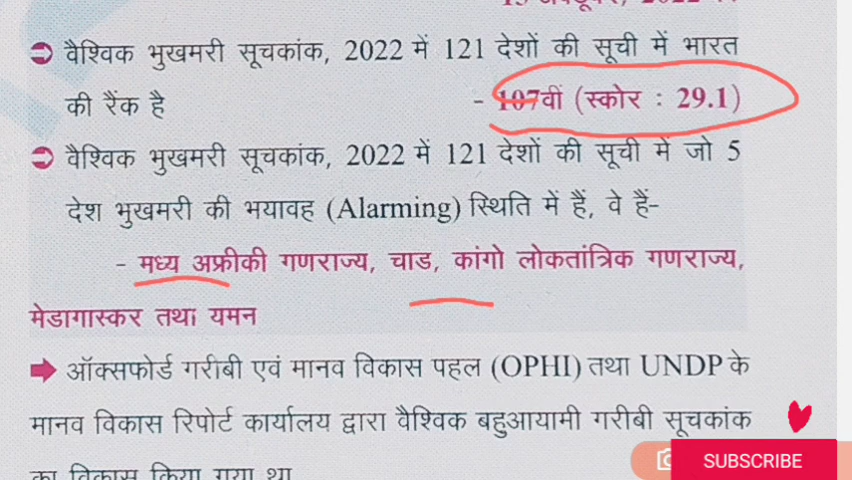 ➲ वैश्विक भुखमरी सूचकांक, 2022 में 121 देशों की सूची में भारत
की रैंक है - 107वीं (स्कोर : 29.1)
➲ वैश्विक भुखमरी सूचकांक, 2022 में 121 देशों की सूची में जो 5
देश भुखमरी की भयावह (Alarming) स्थिति में हैं, वे हैं-
- मध्य अफ्रीकी गणराज्य, चाड, कांगो लोकतांत्रिक गणराज्य,
मेडागास्कर तथा यमन
➡ ऑक्सफोर्ड गरीबी एवं मानव विकास पहल (OPHI) तथा UNDP के
मानव विकास रिपोर्ट कार्यालय द्वारा वैश्विक बहुआयामी गरीबी सूचकांक
का विकास किया गया था
SUBSCRIBE